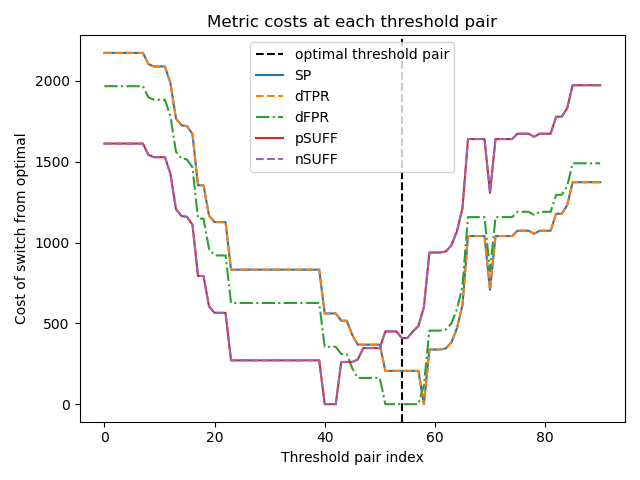 Metric costs at each threshold pair
optimal threshold pair
SP
dTPR
dFPR
pSUFF
nSUFF
Cost of switch from optimal
2000
1500
1000
500
0
0 20 40 60 80
Threshold pair index